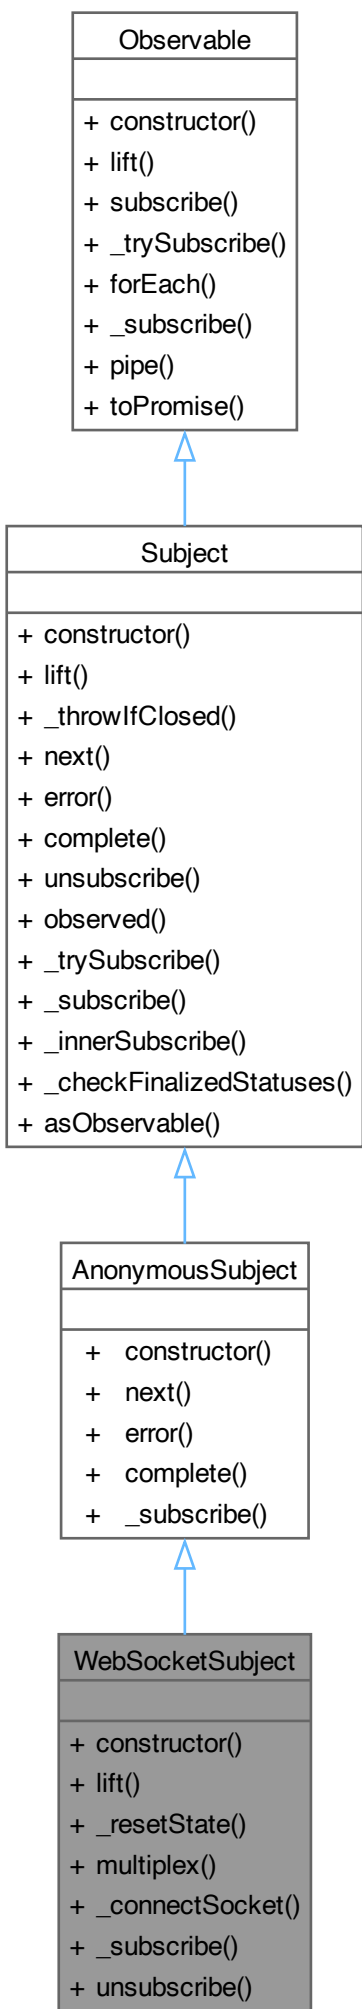 Observable
+ constructor()
+ lift()
+ subscribe()
+ _trySubscribe()
+ forEach()
+ _subscribe()
+ pipe()
+ toPromise()
Subject
+ constructor()
+ lift()
+ _throwIfClosed()
+ next()
+ error()
+ complete()
+ unsubscribe()
+ observed()
+ _trySubscribe()
+ _subscribe()
+ _innerSubscribe()
+ _checkFinalizedStatuses()
+ asObservable()
AnonymousSubject
+ constructor()
+ next()
+ error()
+ complete()
+ _subscribe()
WebSocketSubject
+ constructor()
+ lift()
+ _resetState()
+ multiplex()
+ _connectSocket()
+ _subscribe()
+ unsubscribe()